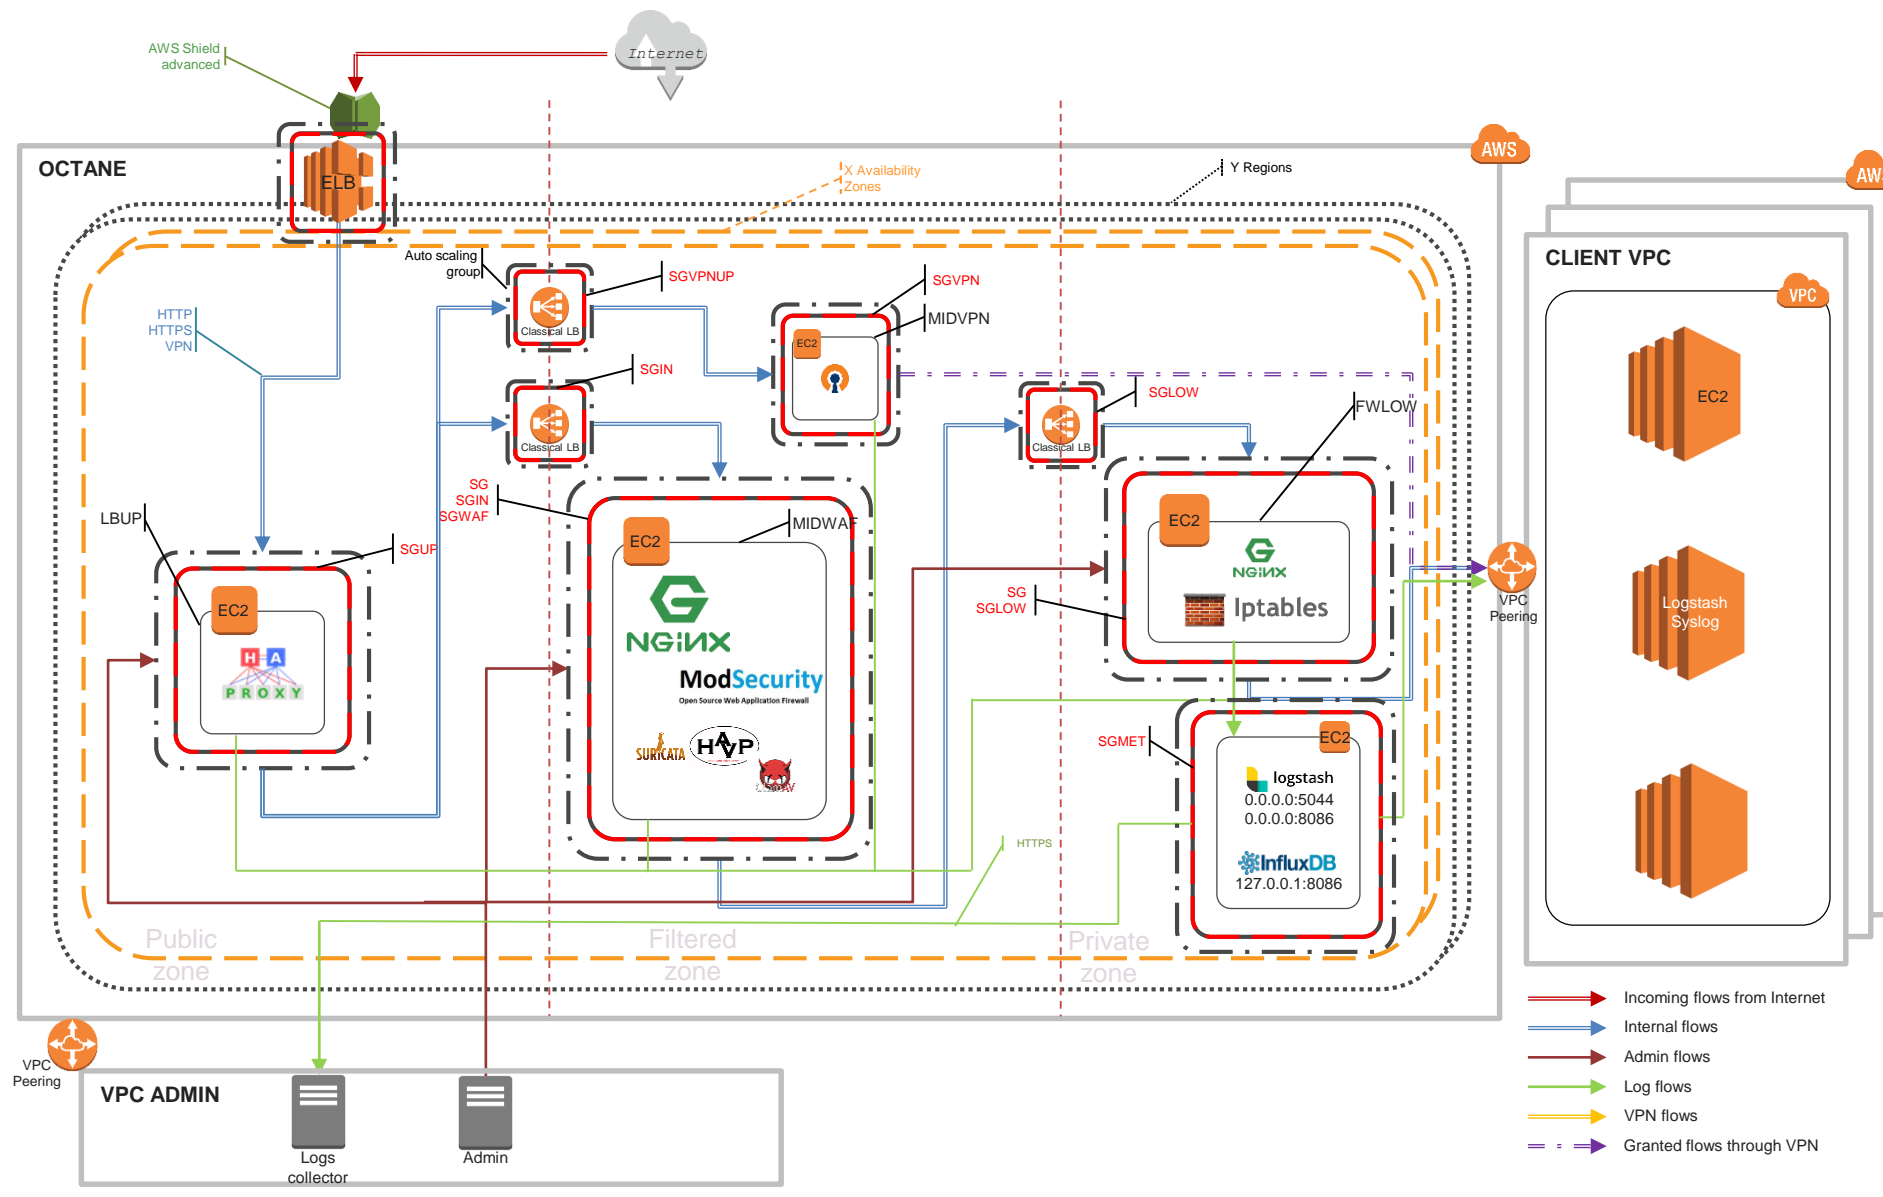 Internet
AWS Shield
advanced
AWS
AWS
OCTANE
ELB
X Availability
Zones
Y Regions
Auto scaling
group
SGVPNUP
Classical LB
SGVPN
MIDVPN
EC2
HTTP
HTTPS
VPN
SGIN
Classical LB
SGLOW
Classical LB
FWLOW
CLIENT VPC
VPC
EC2
Logstash
Syslog
SG
SGIN
SGWAF
MIDWAF
EC2
NGINX
ModSecurity
Open Source Web Application Firewall
SURICATA
HAVP
LBUP
SGUP
EC2
HA
PROXY
EC2
NGINX
Iptables
SG
SGLOW
VPC
Peering
SGMET
EC2
logstash
0.0.0.0:5044
0.0.0.0:8086
InfluxDB
127.0.0.1:8086
HTTPS
Public
zone
Filtered
zone
Private
zone
VPC
Peering
VPC ADMIN
Logs
collector
Admin
Incoming flows from Internet
Internal flows
Admin flows
Log flows
VPN flows
Granted flows through VPN